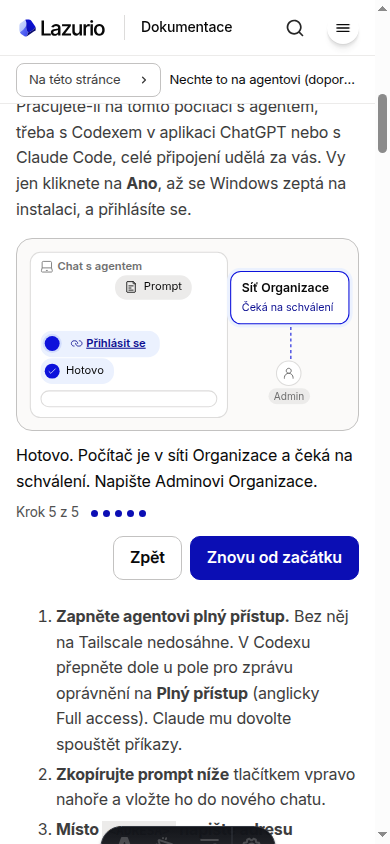 Lazurio
Dokumentace
Na této stránce
Nechte to na agentovi (dopor...
Pracujete-li na tomto počítači s agentem,
třeba s Codexem v aplikaci ChatGPT nebo s
Claude Code, celé připojení udělá za vás. Vy
jen kliknete na Ano, až se Windows zeptá na
instalaci, a přihlásíte se.
Chat s agentem
Prompt
Přihlásit se
Hotovo
Síť Organizace
Čeká na schválení
Admin
Hotovo. Počítač je v síti Organizace a čeká na
schválení. Napište Adminovi Organizace.
Krok 5 z 5
Zpět
Znovu od začátku
1. Zapněte agentovi plný přístup. Bez něj
na Tailscale nedosáhne. V Codexu
přepněte dole u pole pro zprávu
oprávnění na Plný přístup (anglicky
Full access). Claude mu dovolte
spouštět příkazy.
2. Zkopírujte prompt níže tlačítkem vpravo
nahoře a vložte ho do nového chatu.
3. Místo